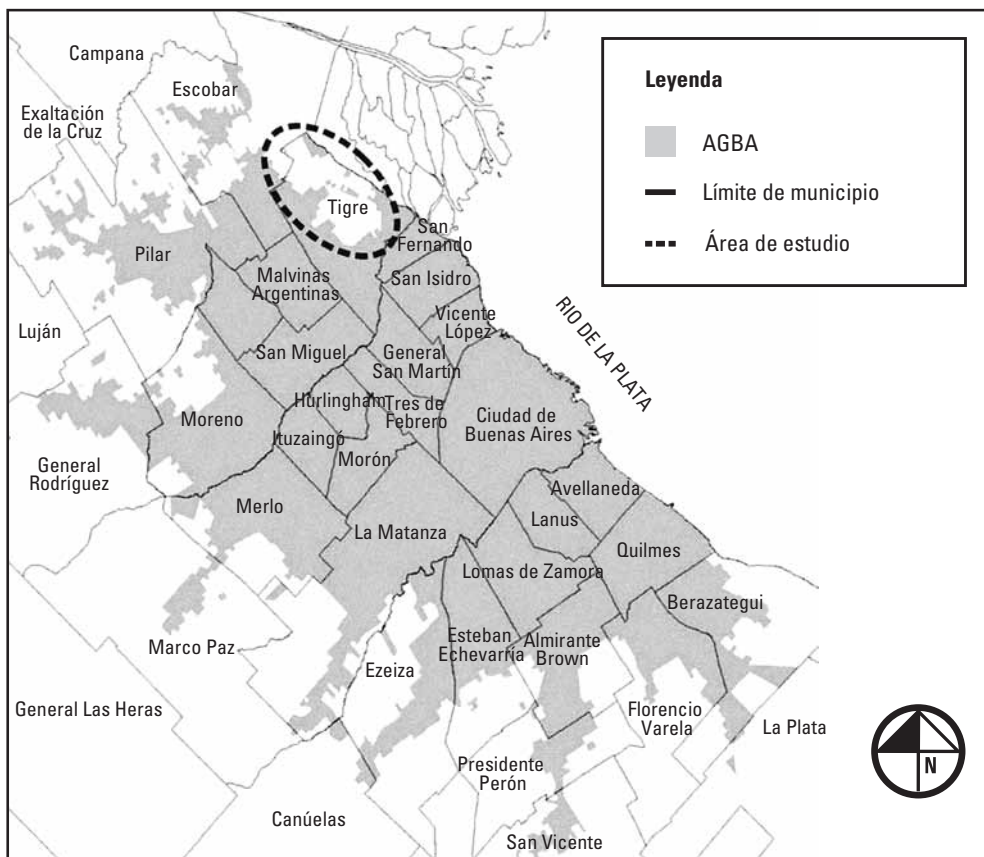 Campana
Escobar
Exaltación
de la Cruz
Tigre
San
Fernando
Pilar
Malvinas
Argentinas
San Isidro
Vicente
López
Luján
San Miguel
General
San Martín
RIO DE LA PLATA
Hurlingham
Tres de
Febrero
Ciudad de
Buenos Aires
Moreno
Ituzaingó
Morón
General
Rodríguez
Avellaneda
Merlo
Lanus
La Matanza
Quilmes
Lomas de Zamora
Berazategui
Marco Paz
Esteban
Echevarría
Almirante
Brown
Ezeiza
General Las Heras
Florencio
Varela
La Plata
Presidente
Perón
Canúelas
San Vicente
Leyenda
AGBA
Límite de municipio
Área de estudio
N